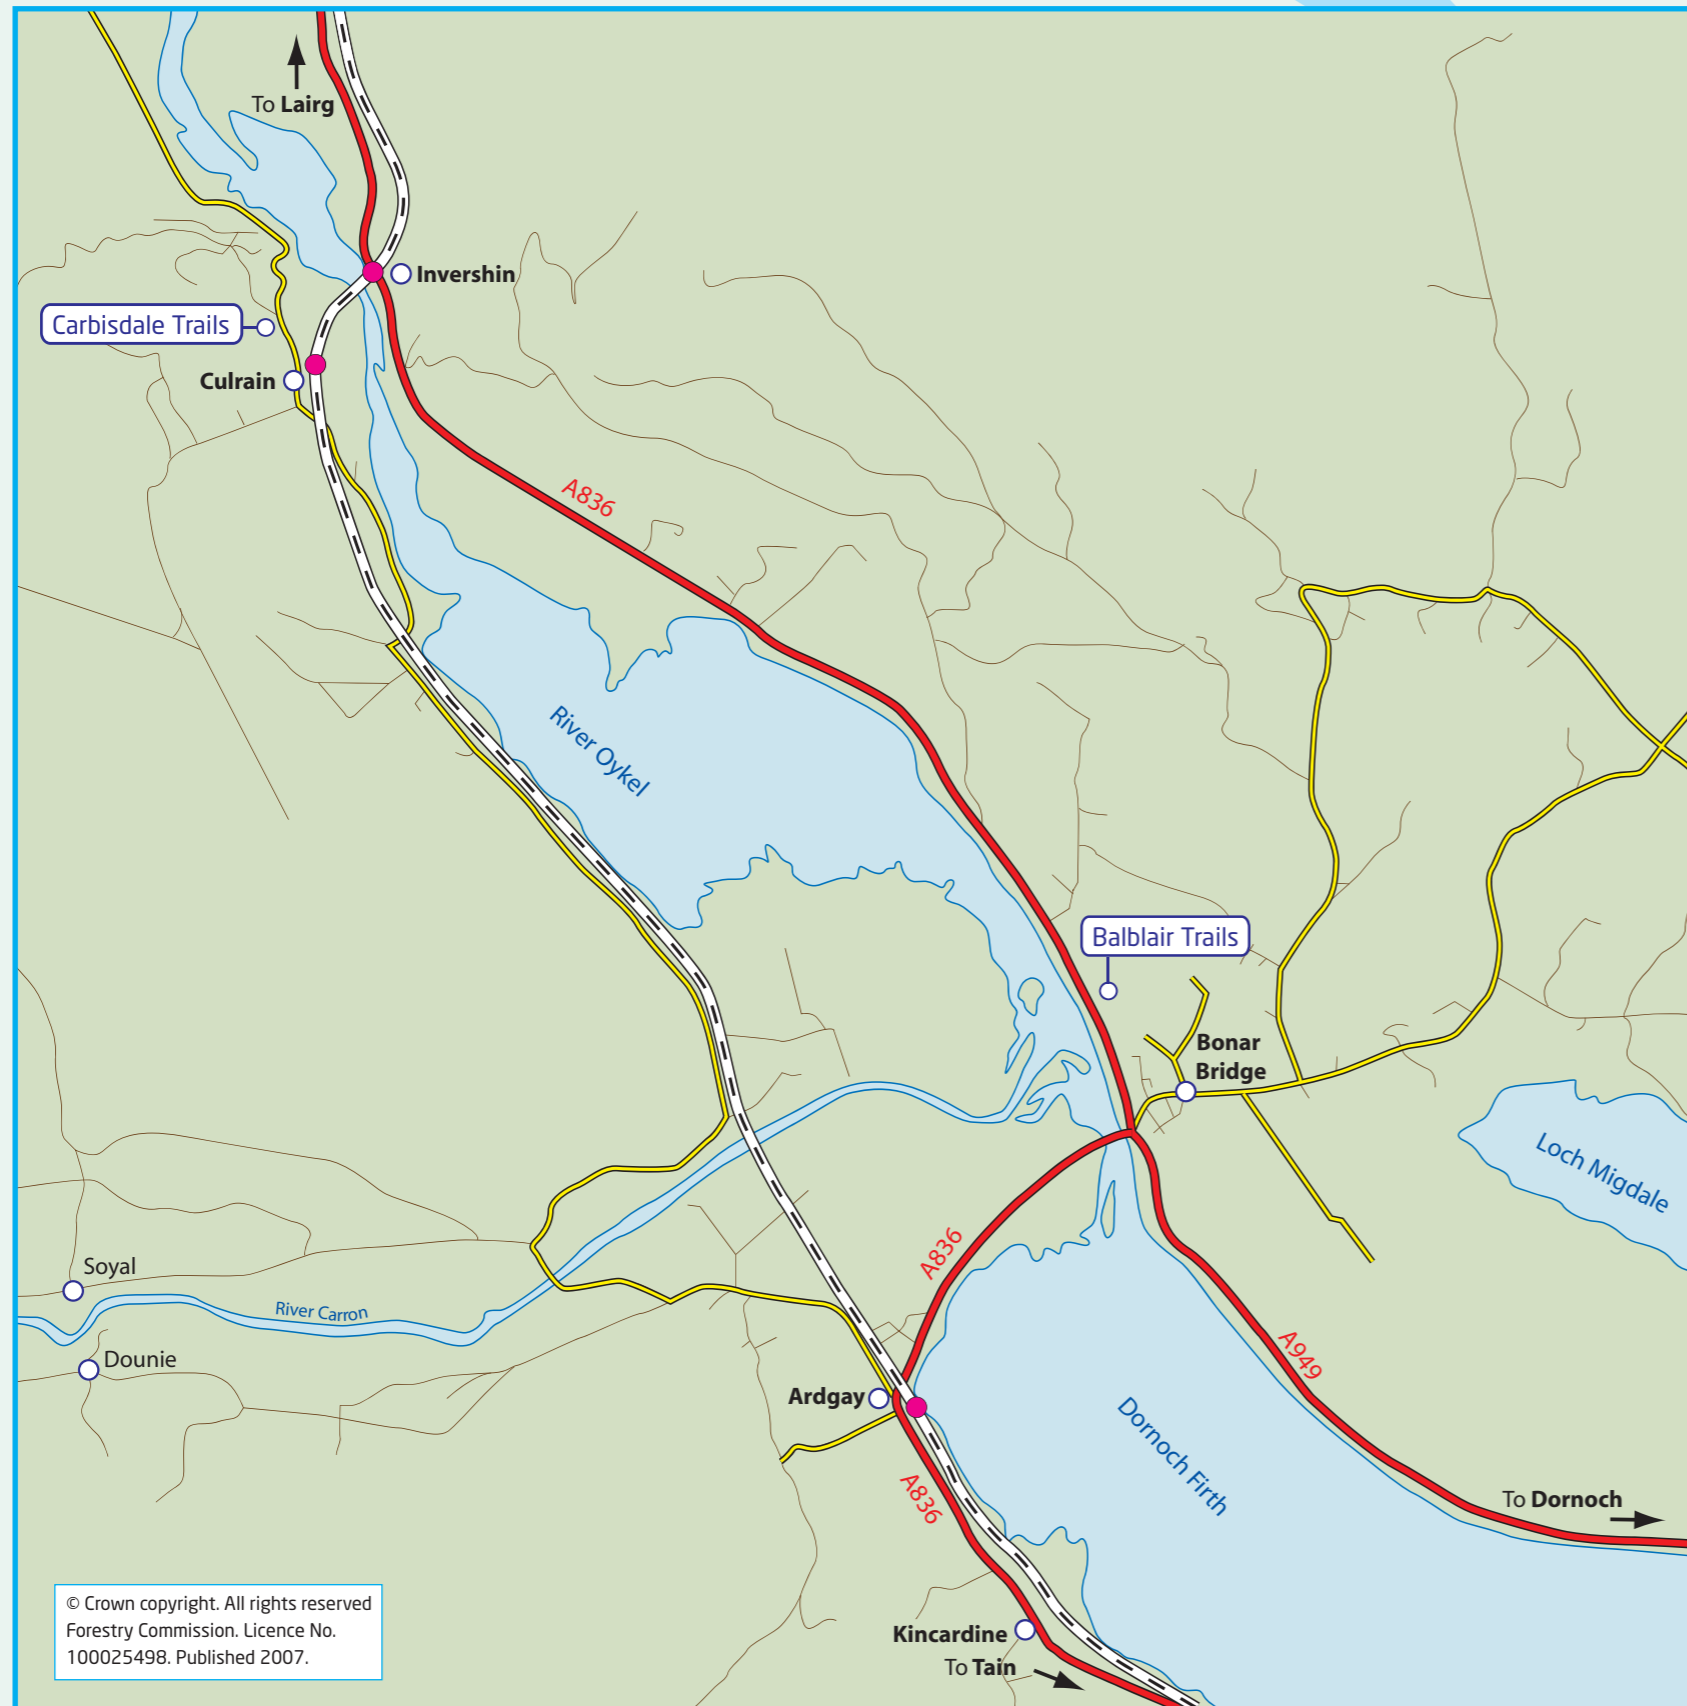 To Lairg
Invershin
Carbisdale Trails
Culrain
A836
River Oykel
Balblair Trails
Bonar
Bridge
Loch Migdale
A836
Soyal
River Carron
Dounie
A949
Ardgay
Dornoch Firth
A836
To Dornoch
© Crown copyright. All rights reserved
Forestry Commission. Licence No.
100025498. Published 2007.
Kincardine
To Tain